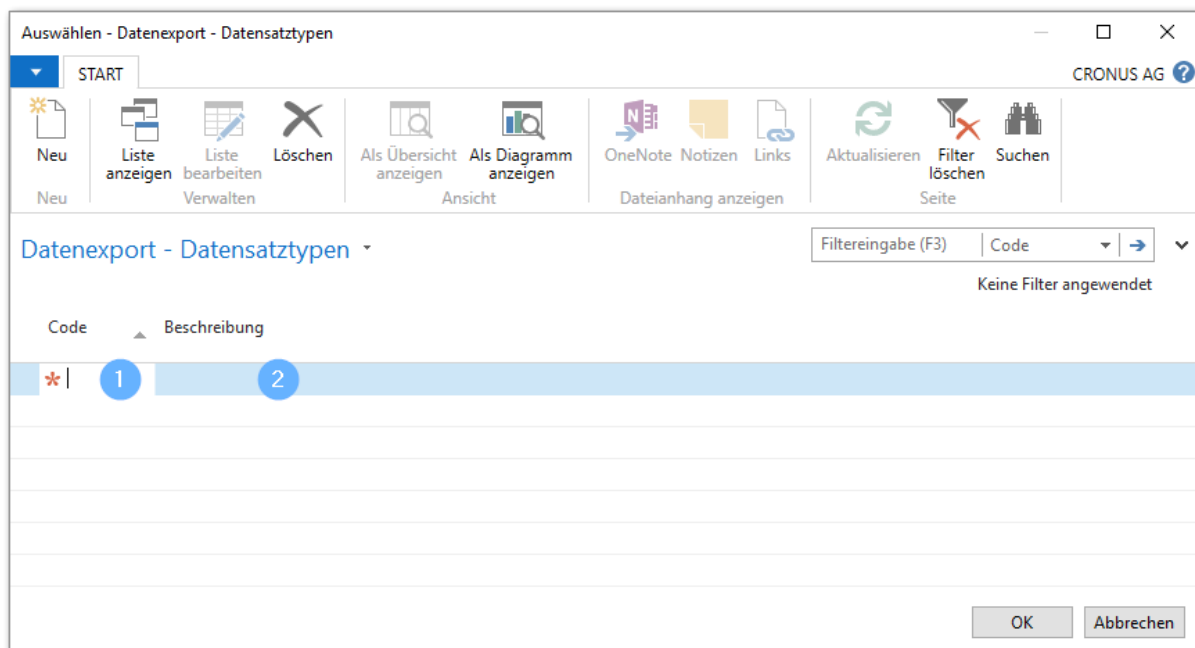 Auswählen - Datenexport - Datensatztypen
START
CRONUS AG ?
Neu
Liste anzeigen
Liste bearbeiten
Löschen
Als Übersicht anzeigen
Als Diagramm anzeigen
OneNote
Notizen
Links
Aktualisieren
Filter löschen
Suchen
Neu
Verwalten
Ansicht
Dateianhang anzeigen
Seite
Datenexport - Datensatztypen
Filtereingabe (F3)
Code
Keine Filter angewendet
Code
Beschreibung
1
2
OK
Abbrechen